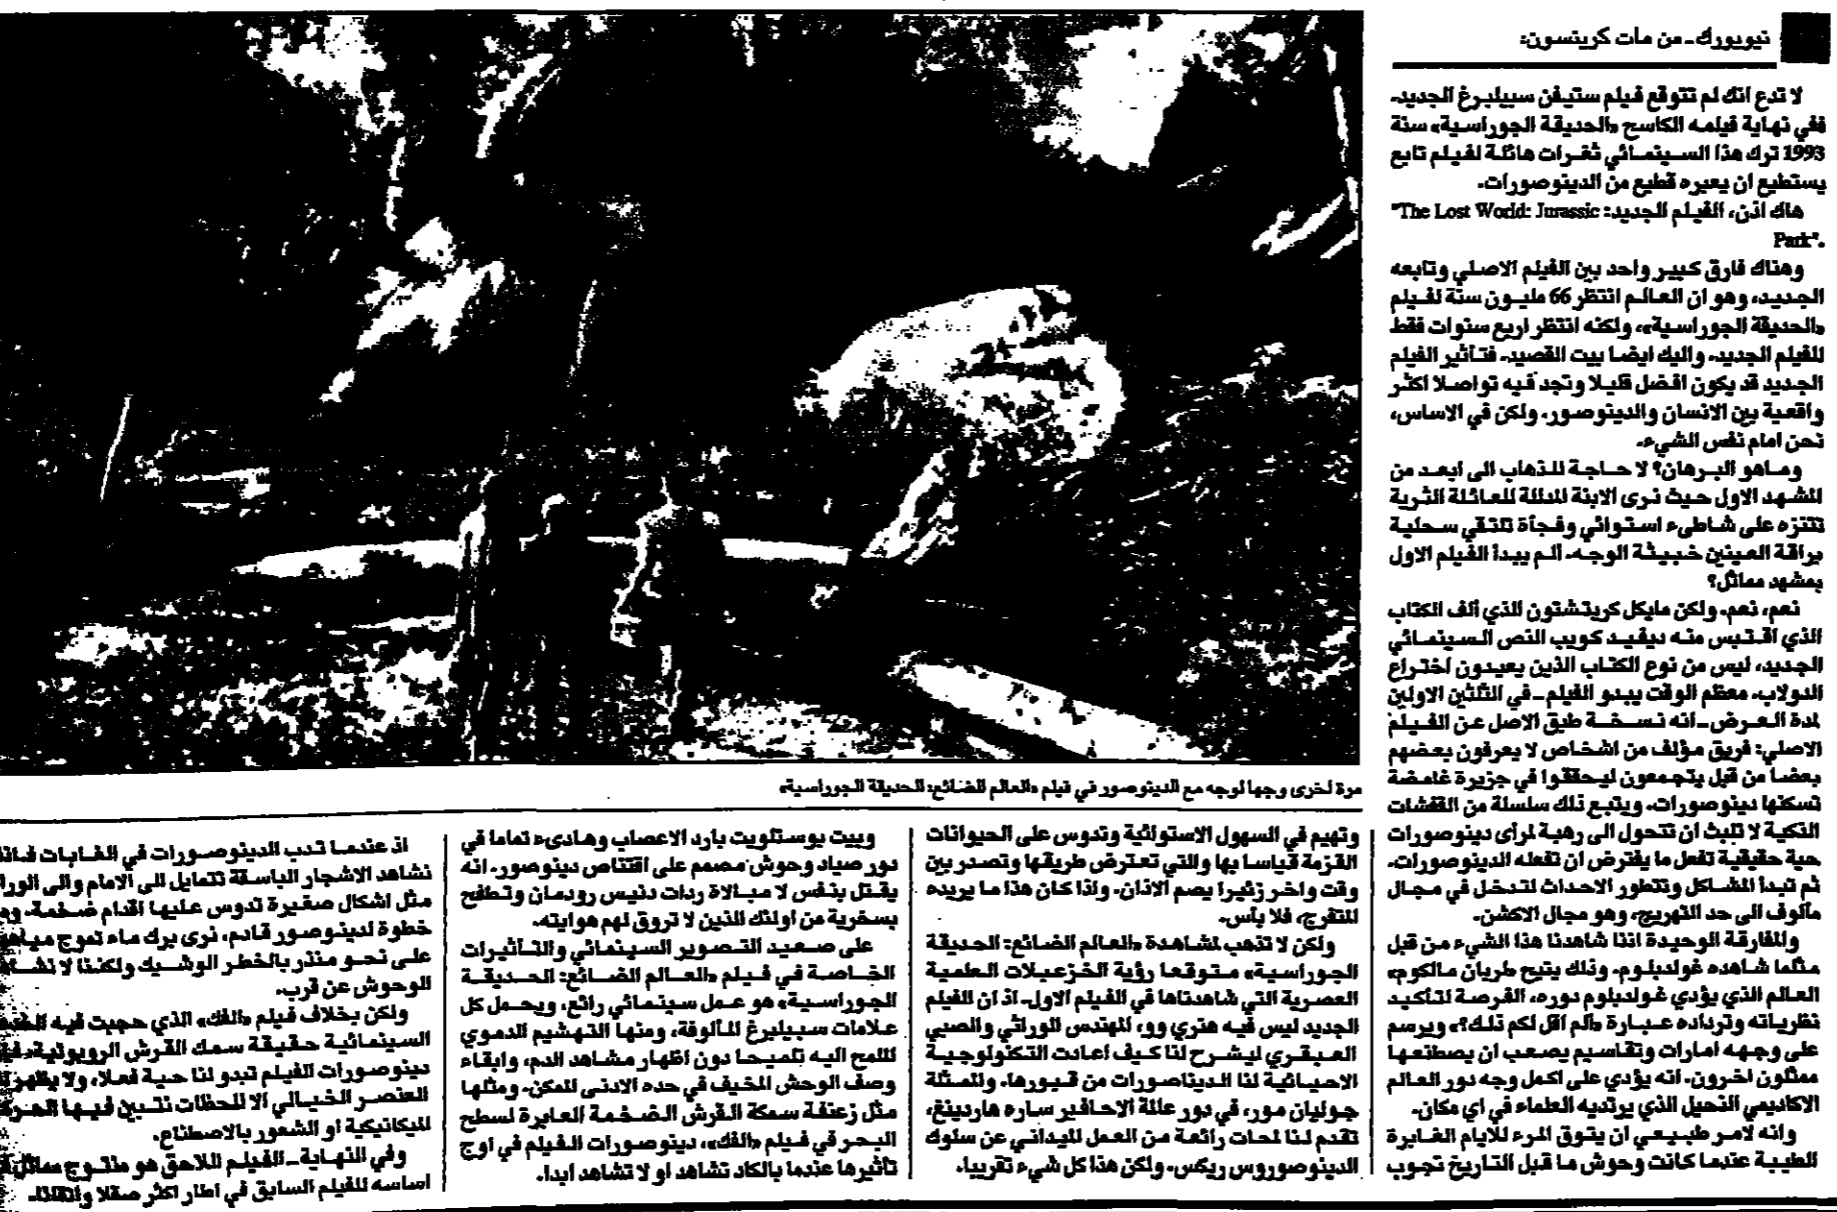 نيويورك ـ من مات كريتسون:
لا تدع انك لم تتوقع فيلم ستيفن سبيلبرغ الجديد.
ففي نهاية فيلمه الكاسح «الحديقة الجوراسية» سنة
1993 ترك هذا السينمائي ثغرات هائلة لفيلم تابع
يستطيع ان يعبره قطيع من الدينوصورات.
هاك اذن، الفيلم الجديد: "The Lost World: Jurassic
Park".
وهناك فارق كبير واحد بين الفيلم الاصلي وتابعه
الجديد، وهو ان العالم انتظر 66 مليون سنة لفيلم
«الحديقة الجوراسية»، ولكنه انتظر اربع سنوات فقط
للفيلم الجديد. واليك ايضا بيت القصيد. فتأثير الفيلم
الجديد قد يكون افضل قليلا وتجد فيه تواصلا اكثر
واقعية بين الانسان والدينوصور. ولكن في الاساس،
نحن امام نفس الشيء.
وماهو البرهان؟ لا حاجة للذهاب الى ابعد من
المشهد الاول حيث نرى الابنة المدللة للعائلة الثرية
تتنزه على شاطىء استوائي وفجأة تلتقي سحلية
براقة العينين خبيثة الوجه. ألم يبدأ الفيلم الاول
بمشهد مماثل؟
نعم، نعم. ولكن مايكل كريتشتون الذي ألف الكتاب
الذي اقتبس منه ديفيد كويب النص السينمائي
الجديد، ليس من نوع الكتاب الذين يعيدون اختراع
الدولاب. معظم الوقت يبدو الفيلم ـ في الثلثين الاولين
لمدة العرض ـ انه نسخة طبق الاصل عن الفيلم
الاصلي: فريق مؤلف من اشخاص لا يعرفون بعضهم
بعضا من قبل يتجمعون ليحققوا في جزيرة غامضة
تسكنها دينوصورات. ويتبع ذلك سلسلة من القفشات
الذكية لا تلبث ان تتحول الى رهبة لمرأى دينوصورات
حية حقيقية تفعل ما يفترض ان تفعله الدينوصورات.
ثم تبدأ المشاكل وتتطور الاحداث لتدخل في مجال
مألوف الى حد التهريج، وهو مجال الاكشن.
والمفارقة الوحيدة اننا شاهدنا هذا الشيء من قبل
مثلما شاهده غولدبلوم. وذلك يتيح «لريان مالكوم»
العالم الذي يؤدي غولدبلوم دوره، الفرصة لتأكيد
نظرياته وترداده عبارة «ألم اقل لكم ذلك؟» ويرسم
على وجهه امارات وتقاسيم يصعب ان يصطنعها
ممثلون اخرون. انه يؤدي على اكمل وجه دور العالم
الاكاديمي النحيل الذي يرتديه العلماء في اي مكان.
وانه لامر طبيعي ان يتوق المرء للايام الغابرة
الطيبة عندما كانت وحوش ما قبل التاريخ تجوب
مرة اخرى وجها لوجه مع الدينوصور في فيلم «العالم الضائع: الحديقة الجوراسية»
وتهيم في السهول الاستوائية وتدوس على الحيوانات
القزمة قياسا بها والتي تعترض طريقها وتصدر بين
وقت واخر زئيرا يصم الاذان. واذا كان هذا ما يريده
المتفرج، فلا بأس.
ولكن لا تذهب لمشاهدة «العالم الضائع: الحديقة
الجوراسية» متوقعا رؤية الخزعبلات العلمية
العصرية التي شاهدناها في الفيلم الاول. اذ ان الفيلم
الجديد ليس فيه هنري وو، المهندس الوراثي والصبي
العبقري ليشرح لنا كيف أعادت التكنولوجية
الاحيائية لنا الديناصورات من قبورها. والممثلة
جوليان مور، في دور عالمة الاحافير ساره هاردينغ،
تقدم لنا لمحات رائعة من العمل الميداني عن سلوك
الدينوصوروس ريكس. ولكن هذا كل شيء تقريبا.
وبيت بوستلويت بارد الاعصاب وهادىء تماما في
دور صياد وحوش مصمم على اقتناص دينوصور. انه
يقتل بنفس لا مبالاة ردات دنيس رودمان وتطفح
بسخرية من اولئك الذين لا تروق لهم هوايته.
على صعيد التصوير السينمائي والتأثيرات
الخاصة في فيلم «العالم الضائع: الحديقة
الجوراسية» هو عمل سينمائي رائع، ويحمل كل
علامات سبيلبرغ المألوفة، ومنها التهشيم الدموي
الملمح اليه تلميحا دون اظهار مشاهد الدم، وابقاء
وصف الوحش المخيف في حده الادنى الممكن. ومثلها
مثل زعنفة سمكة القرش الضخمة العابرة لسطح
البحر في فيلم «الفك»، دينوصورات الفيلم في اوج
تأثيرها عندما بالكاد تشاهد او لا تشاهد ابدا.
اذ عندما تدب الدينوصورات في الغابات
نشاهد الاشجار الباسقة تتمايل الى الامام والى
مثل اشكال صغيرة تدوس عليها اقدام ضخمة.
خطوة لدينوصور قادم، نرى برك ماء تموج
على نحو منذر بالخطر الوشيك ولكننا لا
الوحوش عن قرب.
ولكن بخلاف فيلم «الفك» الذي حجبت فيه
السينمائية حقيقة سمك القرش الروبوتية،
دينوصورات الفيلم تبدو لنا حية فعلا، ولا يظهر
العنصر الخيالي الا للحظات نتبين فيها
الميكانيكية او الشعور بالاصطناع.
وفي النهاية ـ الفيلم اللاحق هو منتوج
اساسه للفيلم السابق في اطار اكثر صقلا واتقانا.